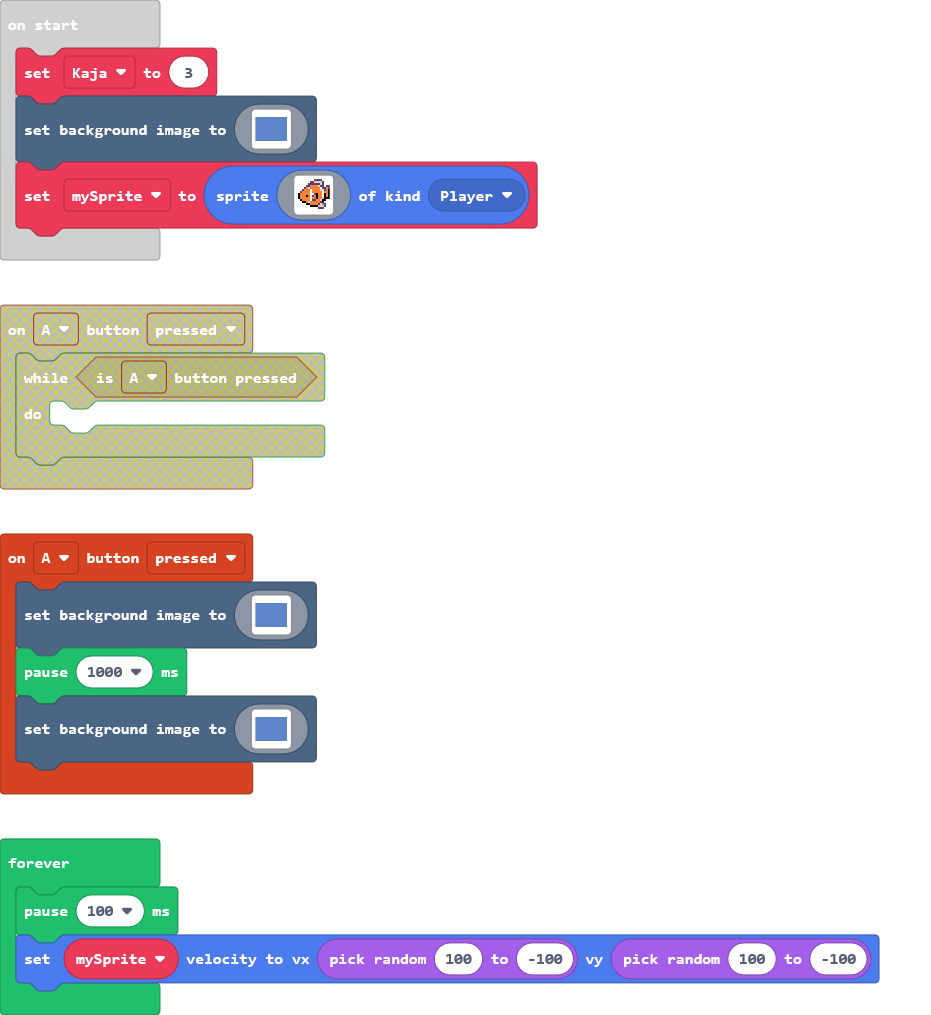 on start
set Kaja to 3
set background image to
set mySprite to sprite of kind Player
on A button pressed
while is A button pressed
do
on A button pressed
set background image to
pause 1000 ms
set background image to
forever
pause 100 ms
set mySprite velocity to vx pick random 100 to -100 vy pick random 100 to -100